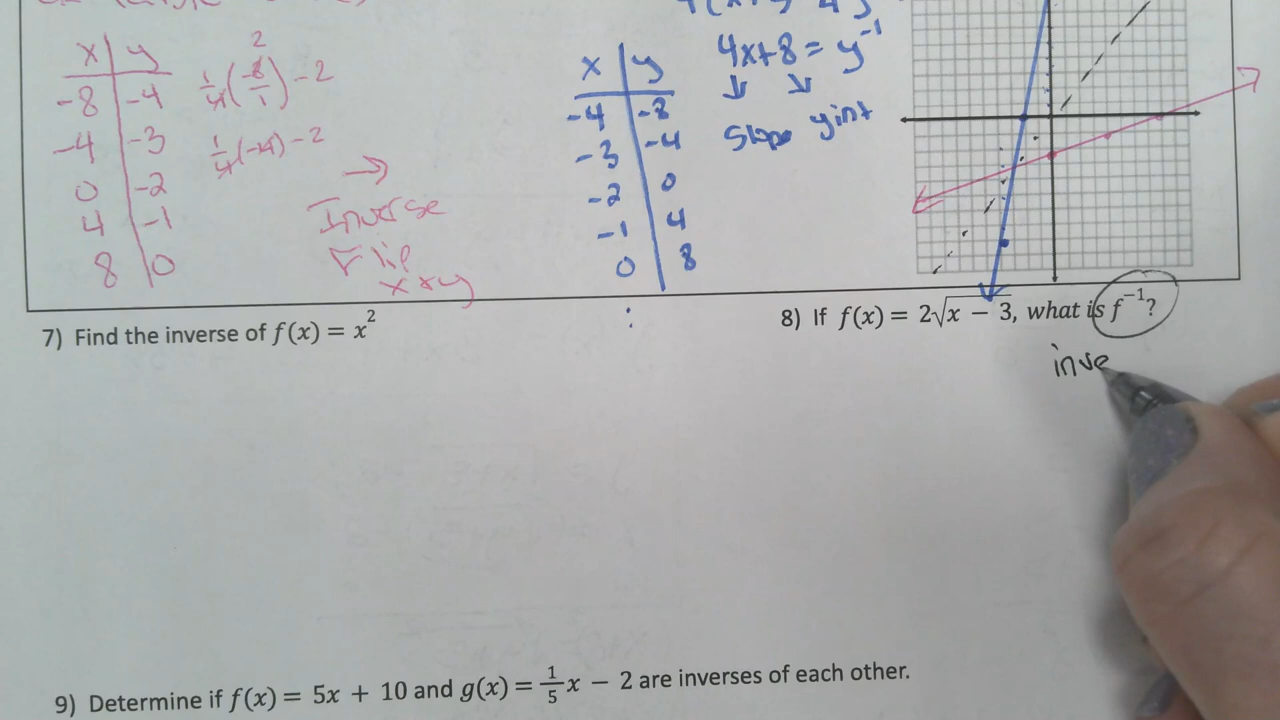 x y
-8 -4 1/4(-8/1) - 2
2
-4 -3 1/4(-4) - 2
0 -2
4 -1
8 0
→
Inverse
Flip
x + y
x y
-4 -8
-3 -4
-2 0
-1 4
0 8
4x+8 = y⁻¹
slope yint
7) Find the inverse of f(x) = x²
8) If f(x) = 2√(x − 3), what is f⁻¹?
inve
9) Determine if f(x) = 5x + 10 and g(x) = 1/5 x − 2 are inverses of each other.